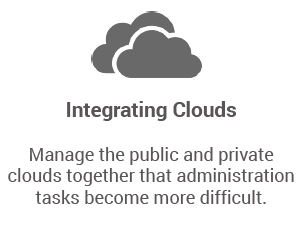 Integrating Clouds
Manage the public and private
clouds together that administration
tasks become more difficult.